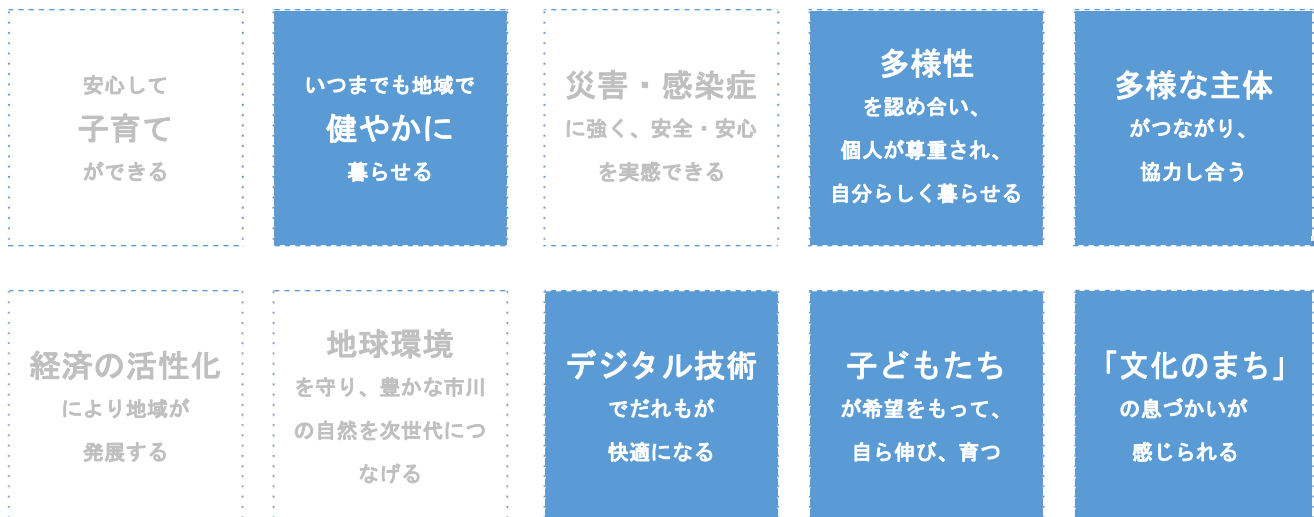 安心して
子育て
ができる
いつまでも地域で
健やかに
暮らせる
災害・感染症
に強く、安全・安心
を実感できる
多様性
を認め合い、
個人が尊重され、
自分らしく暮らせる
多様な主体
がつながり、
協力し合う
経済の活性化
により地域が
発展する
地球環境
を守り、豊かな市川
の自然を次世代につ
なげる
デジタル技術
でだれもが
快適になる
子どもたち
が希望をもって、
自ら伸び、育つ
「文化のまち」
の息づかいが
感じられる